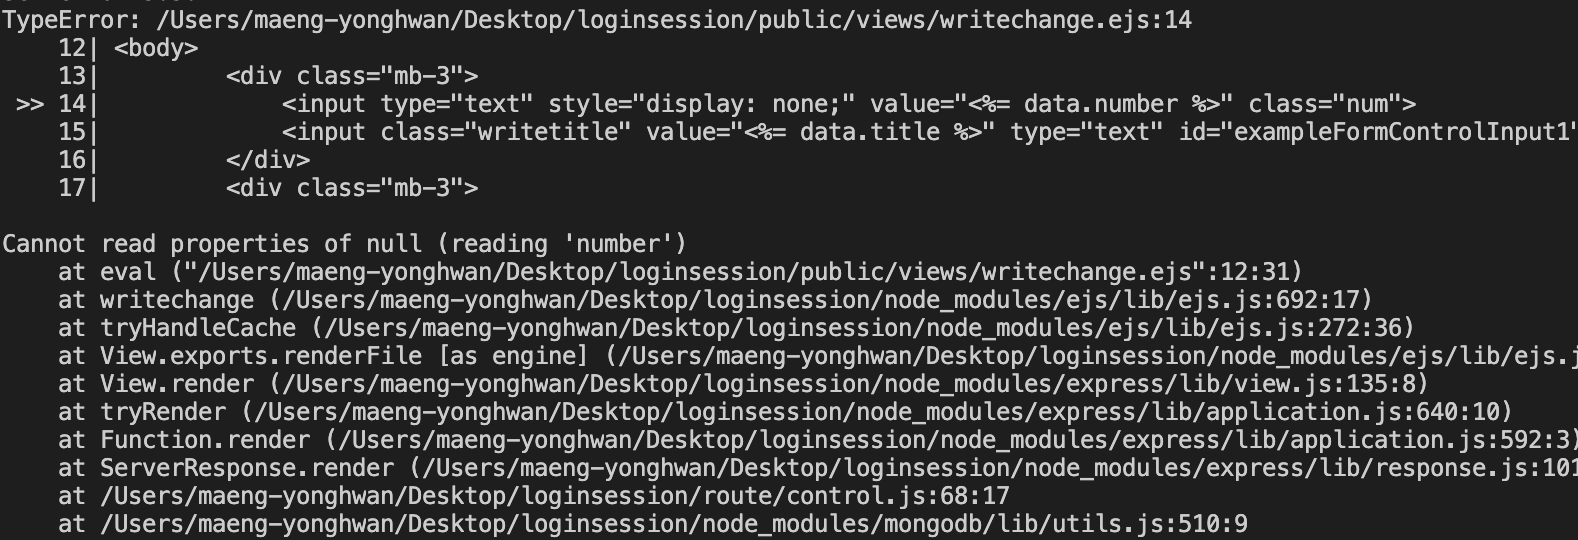 TypeError: /Users/maeng-yonghwan/Desktop/loginsession/public/views/writechange.ejs:14
    12| <body>
    13|         <div class="mb-3">
 >> 14|             <input type="text" style="display: none;" value="<%= data.number %>" class="num">
    15|             <input class="writetitle" value="<%= data.title %>" type="text" id="exampleFormControlInput1"
    16|         </div>
    17|         <div class="mb-3">

Cannot read properties of null (reading 'number')
    at eval ("/Users/maeng-yonghwan/Desktop/loginsession/public/views/writechange.ejs":12:31)
    at writechange (/Users/maeng-yonghwan/Desktop/loginsession/node_modules/ejs/lib/ejs.js:692:17)
    at tryHandleCache (/Users/maeng-yonghwan/Desktop/loginsession/node_modules/ejs/lib/ejs.js:272:36)
    at View.exports.renderFile [as engine] (/Users/maeng-yonghwan/Desktop/loginsession/node_modules/ejs/lib/ejs.j
    at View.render (/Users/maeng-yonghwan/Desktop/loginsession/node_modules/express/lib/view.js:135:8)
    at tryRender (/Users/maeng-yonghwan/Desktop/loginsession/node_modules/express/lib/application.js:640:10)
    at Function.render (/Users/maeng-yonghwan/Desktop/loginsession/node_modules/express/lib/application.js:592:3)
    at ServerResponse.render (/Users/maeng-yonghwan/Desktop/loginsession/node_modules/express/lib/response.js:101
    at /Users/maeng-yonghwan/Desktop/loginsession/route/control.js:68:17
    at /Users/maeng-yonghwan/Desktop/loginsession/node_modules/mongodb/lib/utils.js:510:9